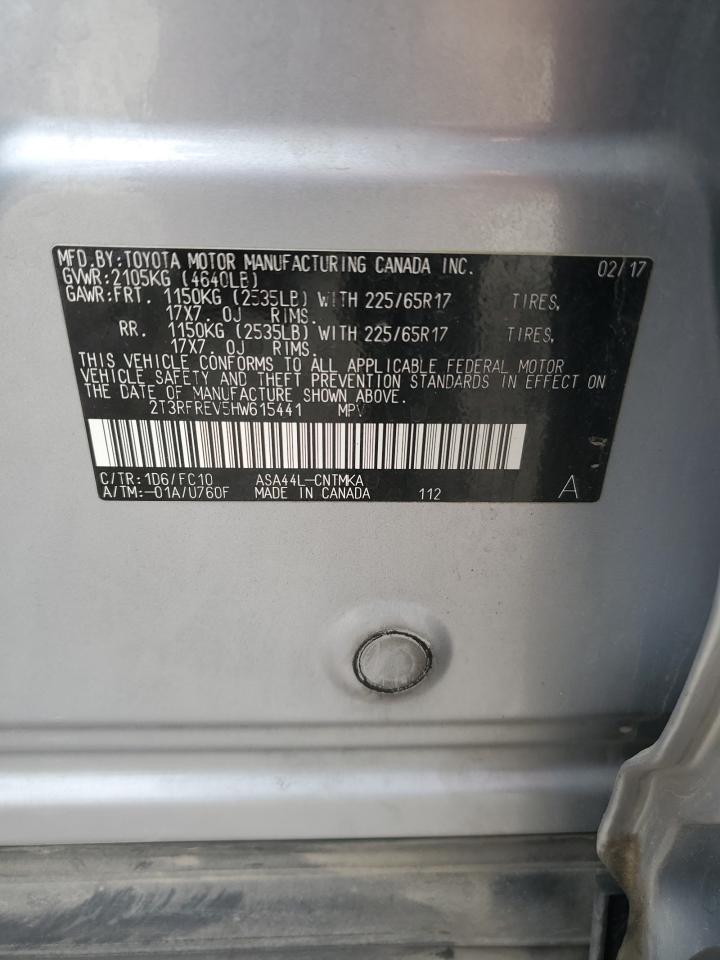 MFD.BY:TOYOTA MOTOR MANUFACTURING CANADA INC. 02/17
GVWR:2105KG (4640LB)
GAWR:FRT. 1150KG (2535LB) WITH 225/65R17 TIRES,
17X7.0J RIMS.
RR. 1150KG (2535LB) WITH 225/65R17 TIRES,
17X7.0J RIMS.
THIS VEHICLE CONFORMS TO ALL APPLICABLE FEDERAL MOTOR
VEHICLE SAFETY AND THEFT PREVENTION STANDARDS IN EFFECT ON
THE DATE OF MANUFACTURE SHOWN ABOVE.
2T3RFREV5HW615441 MPV
C/TR:1D6/FC10 ASA44L-CNTMKA
A/TM:-01A/U760F MADE IN CANADA 112 A